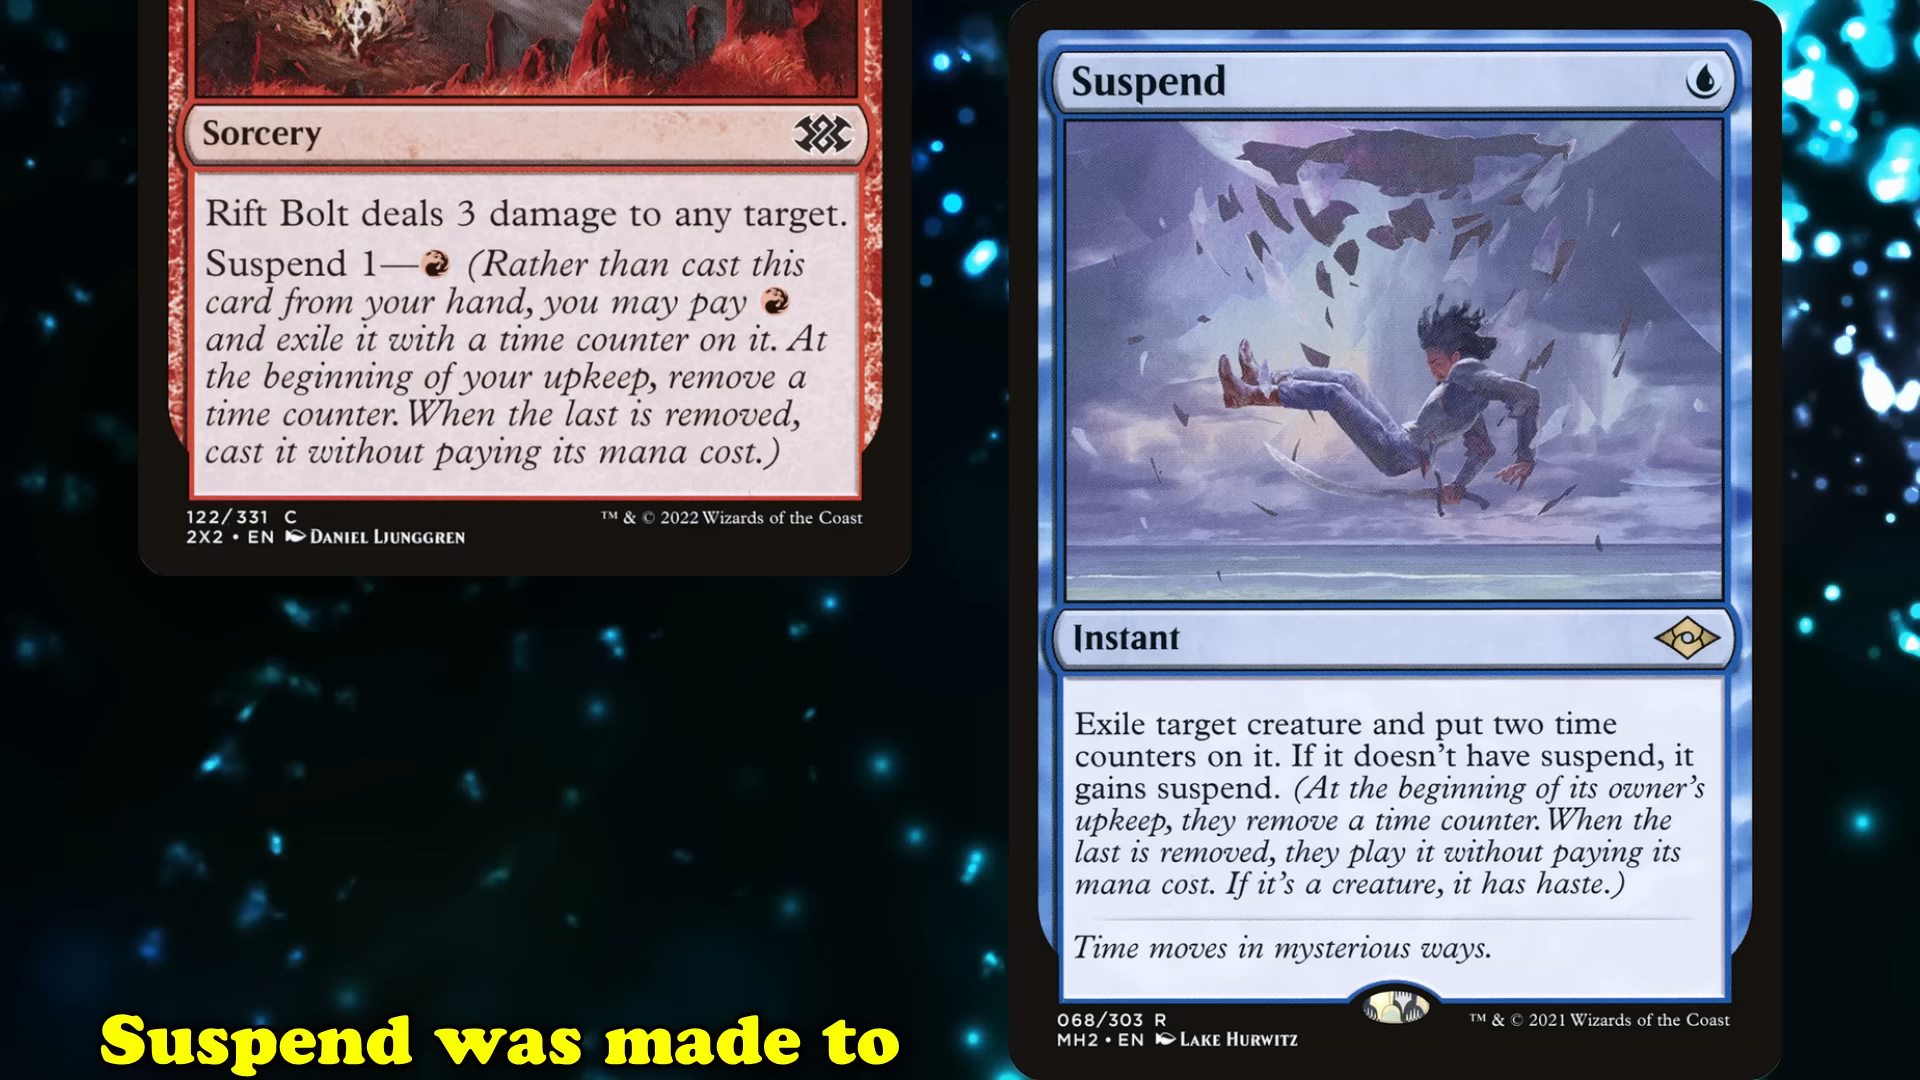 Sorcery
Rift Bolt deals 3 damage to any target.
Suspend 1— (Rather than cast this
card from your hand, you may pay
and exile it with a time counter on it. At
the beginning of your upkeep, remove a
time counter. When the last is removed,
cast it without paying its mana cost.)
122/331 C
2X2 • EN DANIEL LJUNGGREN
™ & © 2022 Wizards of the Coast
Suspend
Instant
Exile target creature and put two time
counters on it. If it doesn't have suspend, it
gains suspend. (At the beginning of its owner's
upkeep, they remove a time counter. When the
last is removed, they play it without paying its
mana cost. If it's a creature, it has haste.)
Time moves in mysterious ways.
068/303 R
MH2 • EN LAKE HURWITZ
™ & © 2021 Wizards of the Coast
Suspend was made to